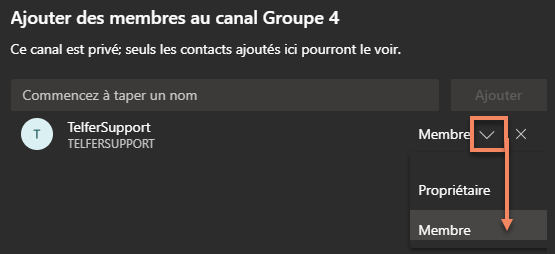 Ajouter des membres au canal Groupe 4
Ce canal est privé; seuls les contacts ajoutés ici pourront le voir.
Commencez à taper un nom Ajouter
T TelferSupport Membre
TELFERSUPPORT
Propriétaire
Membre